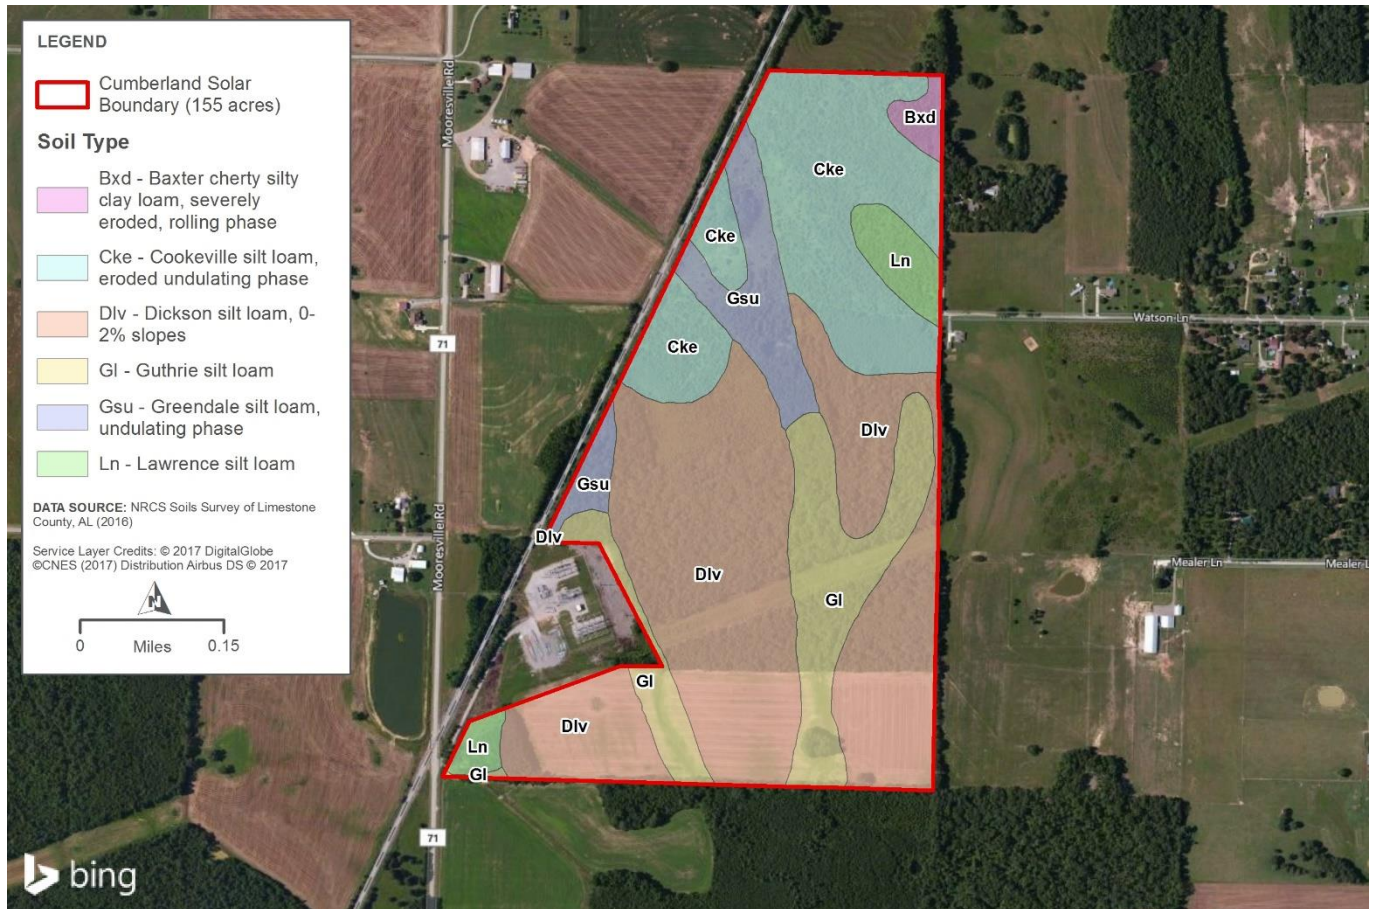 LEGEND
Cumberland Solar
Boundary (155 acres)
Soil Type
Bxd - Baxter cherty silty
clay loam, severely
eroded, rolling phase
Cke - Cookeville silt loam,
eroded undulating phase
Dlv - Dickson silt loam, 0-
2% slopes
Gl - Guthrie silt loam
Gsu - Greendale silt loam,
undulating phase
Ln - Lawrence silt loam
DATA SOURCE: NRCS Soils Survey of Limestone
County, AL (2016)
Service Layer Credits: © 2017 DigitalGlobe
©CNES (2017) Distribution Airbus DS © 2017
N
0 Miles 0.15
Mooresville Rd
71
Mooresville Rd
71
Bxd
Cke
Cke
Ln
Gsu
Cke
Watson Ln
Dlv
Gsu
Dlv
Dlv
Gl
Mealer Ln
Mealer L
Gl
Dlv
Ln
Gl
bing